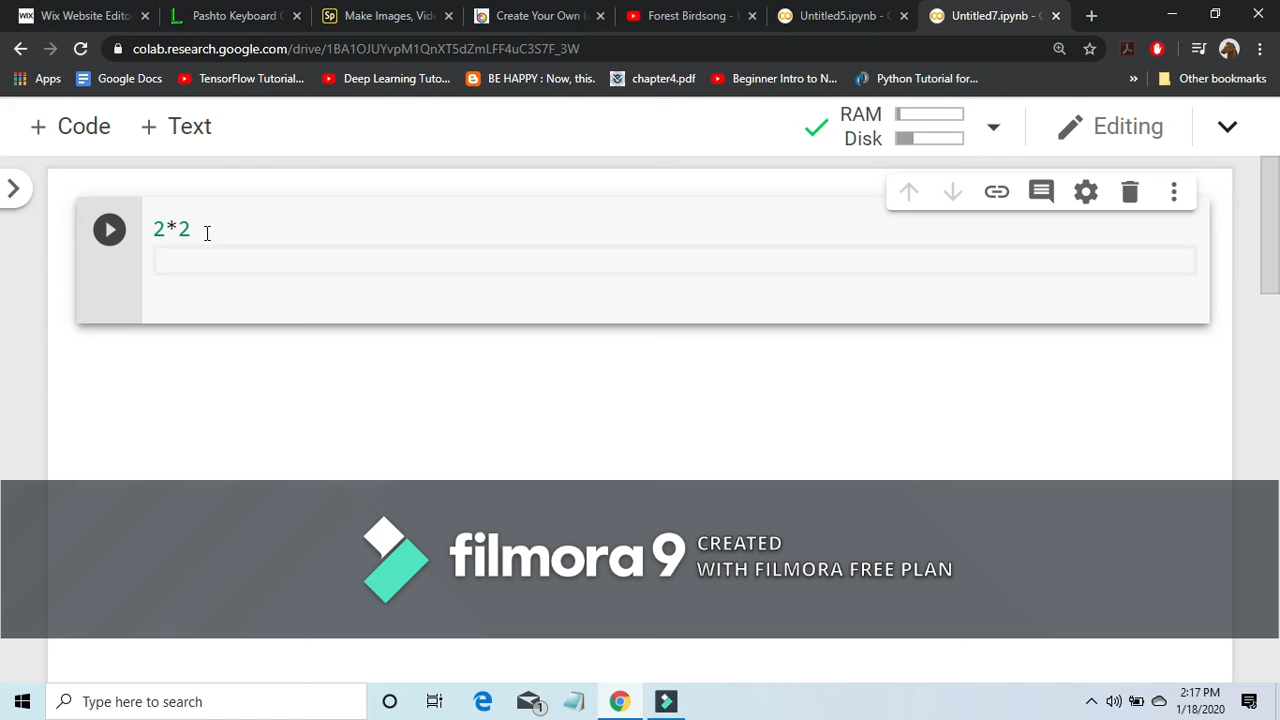 Wix Website Edito
Pashto Keyboard
Make Images, Vid
Create Your Own I
Forest Birdsong -
Untitled5.ipynb - C
Untitled7.ipynb - C
colab.research.google.com/drive/1BA1OJUYvpM1QnXT5dZmLFF4uC3S7F_3W
Apps
Google Docs
TensorFlow Tutorial...
Deep Learning Tuto...
BE HAPPY : Now, this.
chapter4.pdf
Beginner Intro to N...
Python Tutorial for...
» Other bookmarks
+ Code + Text
RAM
Disk
Editing
2*2
filmora9
CREATED
WITH FILMORA FREE PLAN
Type here to search
2:17 PM
1/18/2020